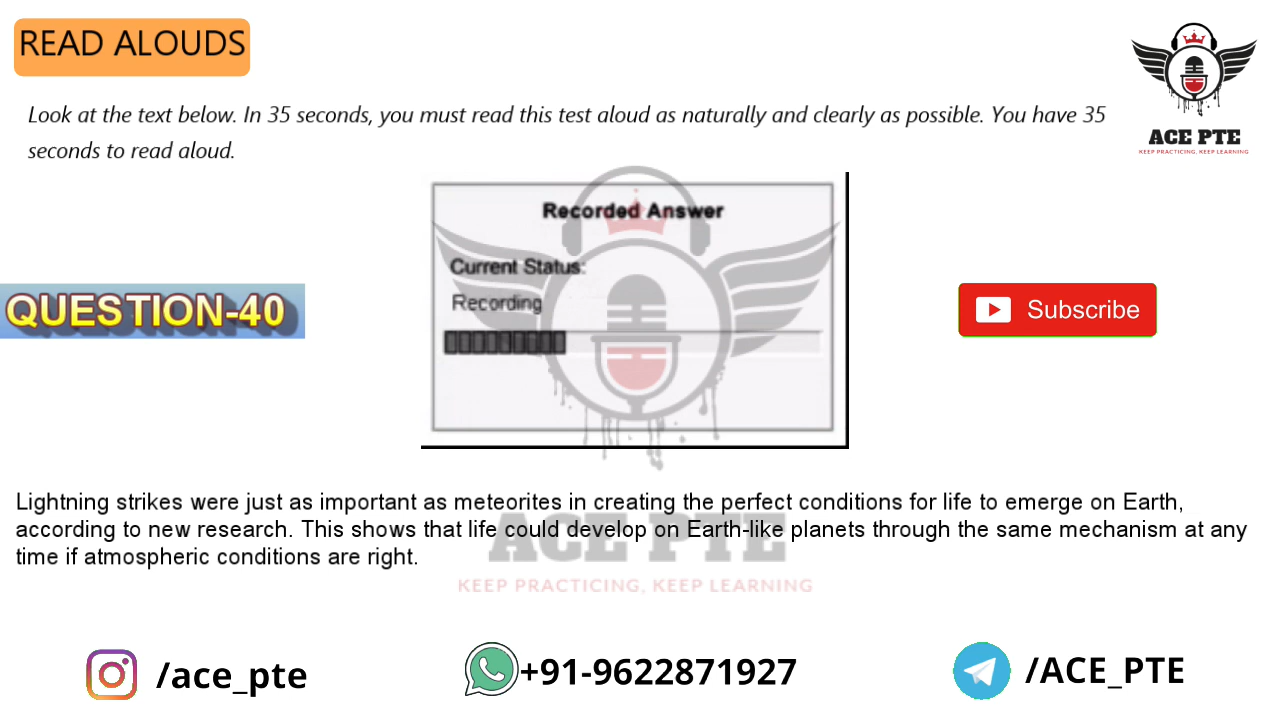 READ ALOUDS
Look at the text below. In 35 seconds, you must read this test aloud as naturally and clearly as possible. You have 35
seconds to read aloud.
ACE PTE
KEEP PRACTICING, KEEP LEARNING
Recorded Answer
Current Status:
Recording
QUESTION-40
Subscribe
Lightning strikes were just as important as meteorites in creating the perfect conditions for life to emerge on Earth,
according to new research. This shows that life could develop on Earth-like planets through the same mechanism at any
time if atmospheric conditions are right.
ACE PTE
KEEP PRACTICING, KEEP LEARNING
/ace_pte
+91-9622871927
/ACE_PTE